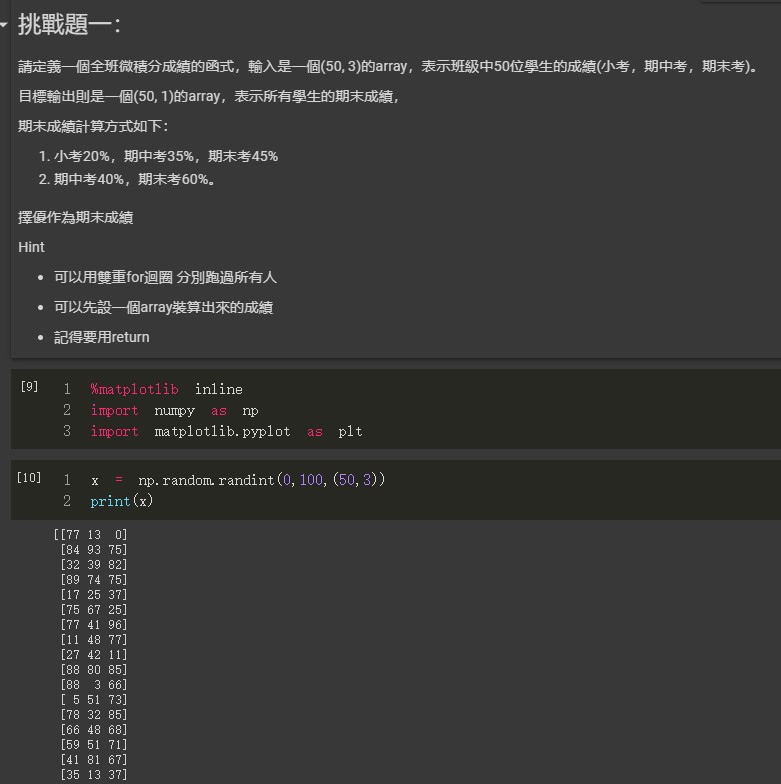 挑戰題一：
請定義一個全班微積分成績的函式，輸入是一個(50, 3)的array，表示班級中50位學生的成績(小考，期中考，期末考)。
目標輸出則是一個(50, 1)的array，表示所有學生的期末成績，
期末成績計算方式如下：
1. 小考20%，期中考35%，期末考45%
2. 期中考40%，期末考60%。
擇優作為期末成績
Hint
• 可以用雙重for迴圈 分別跑過所有人
• 可以先設一個array裝算出來的成績
• 記得要用return
[9] 1 %matplotlib inline
2 import numpy as np
3 import matplotlib.pyplot as plt
[10] 1 x = np.random.randint(0,100,(50,3))
2 print(x)
[[77 13  0]
[84 93 75]
[32 39 82]
[89 74 75]
[17 25 37]
[75 67 25]
[77 41 96]
[11 48 77]
[27 42 11]
[88 80 85]
[88  3 66]
[ 5 51 73]
[78 32 85]
[66 48 68]
[59 51 71]
[41 81 67]
[35 13 37]